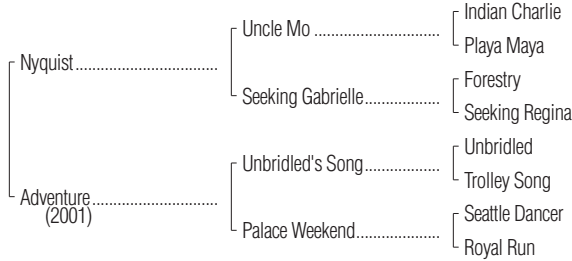 Indian Charlie
Uncle Mo ................................
Playa Maya
Nyquist ....................................
Forestry
Seeking Gabrielle ...................
Seeking Regina
Unbridled
Unbridled's Song ...................
Trolley Song
Adventure ................................
(2001)
Seattle Dancer
Palace Weekend .....................
Royal Run